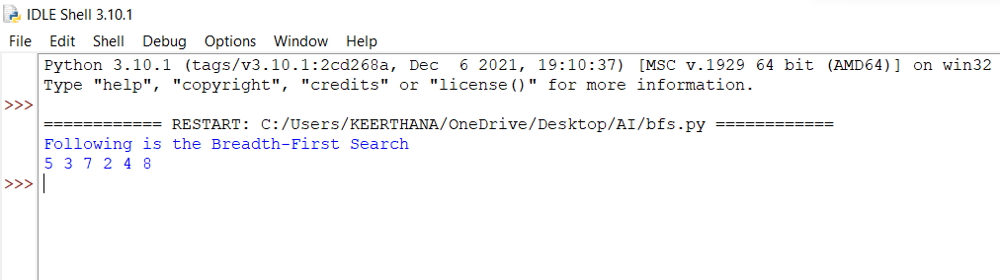 IDLE Shell 3.10.1
File Edit Shell Debug Options Window Help
Python 3.10.1 (tags/v3.10.1:2cd268a, Dec  6 2021, 19:10:37) [MSC v.1929 64 bit (AMD64)] on win32
Type "help", "copyright", "credits" or "license()" for more information.
>>>
============ RESTART: C:/Users/KEERTHANA/OneDrive/Desktop/AI/bfs.py ============
Following is the Breadth-First Search
5 3 7 2 4 8
>>>